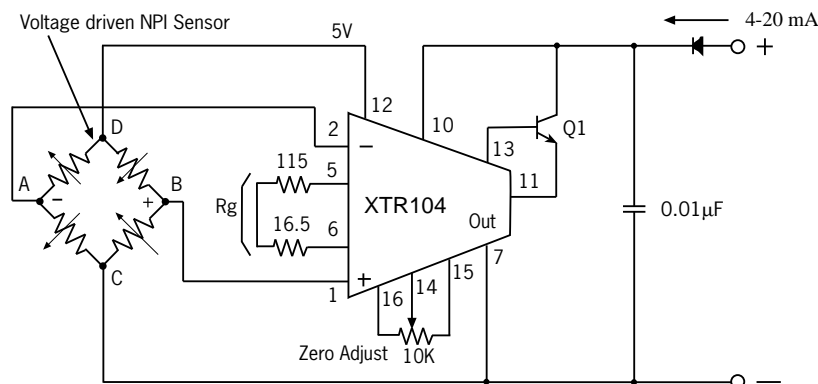 Voltage driven NPI Sensor
5V
4-20 mA
+
12
10
2
−
13
Q1
D
A
-
+
B
C
Rg
115
5
16.5
6
XTR104
11
Out
0.01µF
7
+
1
16
14
15
Zero Adjust
10K
—